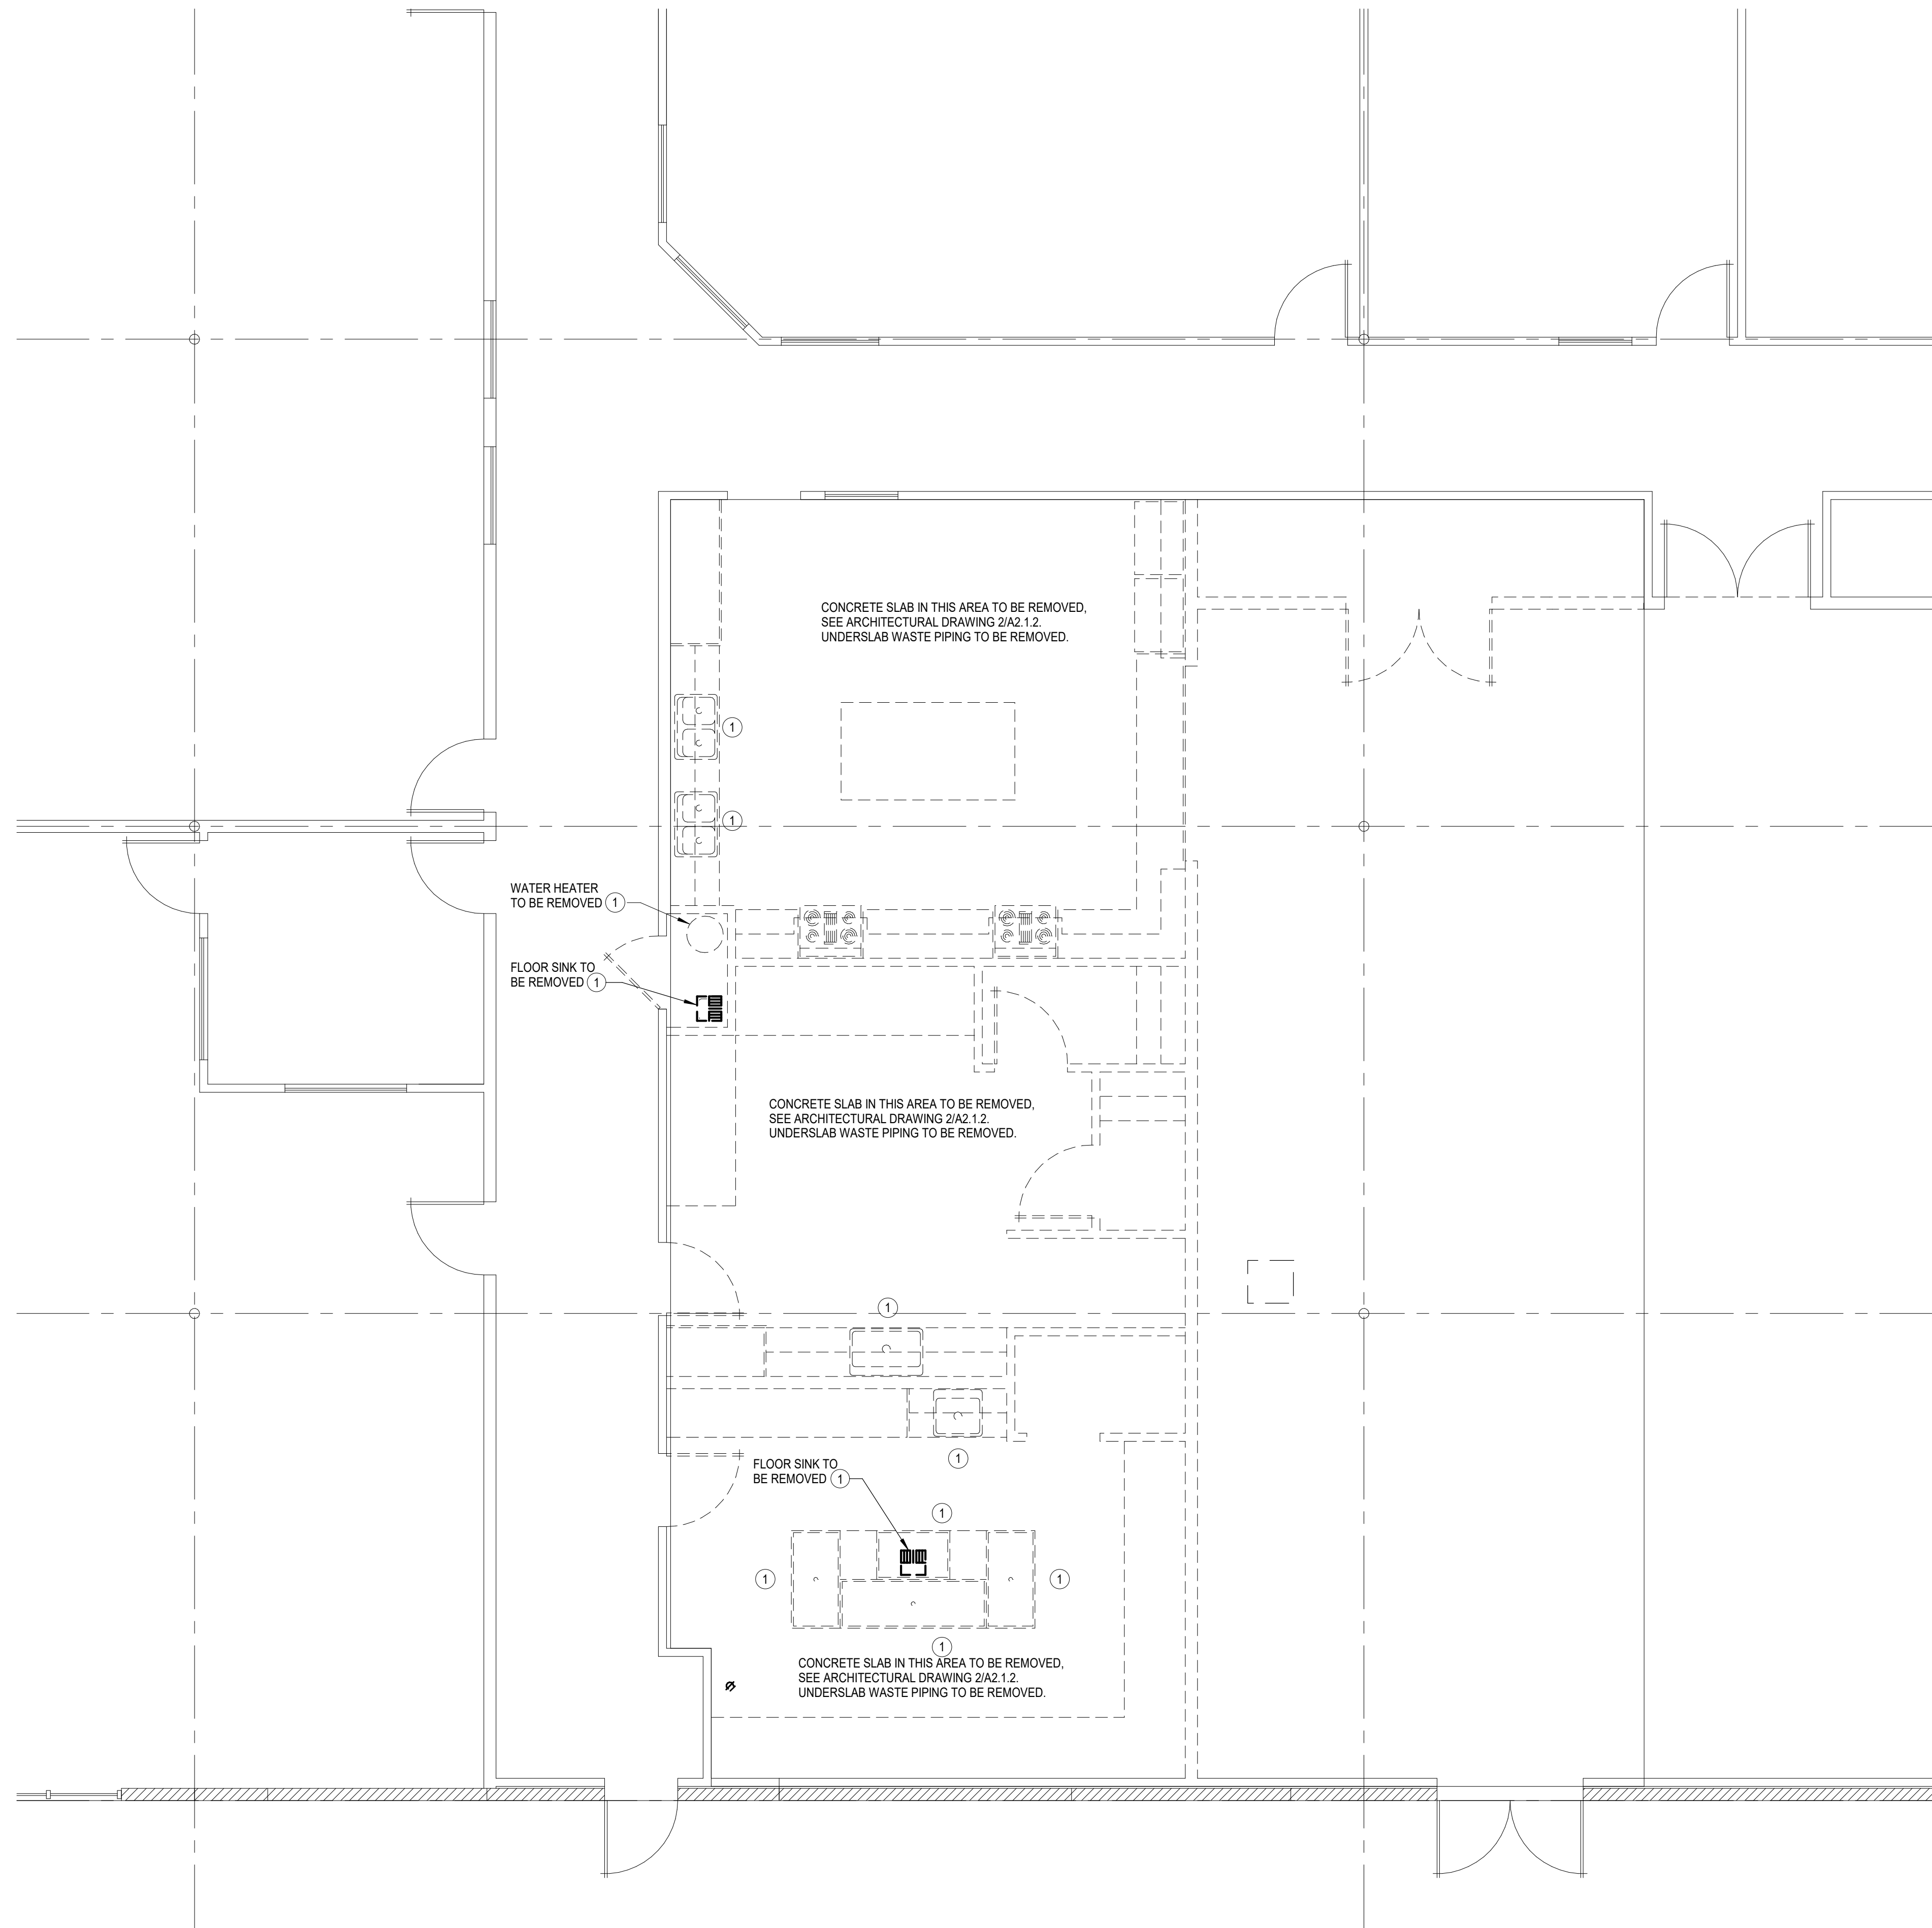 CONCRETE SLAB IN THIS AREA TO BE REMOVED,
SEE ARCHITECTURAL DRAWING 2/A2.1.2.
UNDERSLAB WASTE PIPING TO BE REMOVED.
1
1
WATER HEATER
TO BE REMOVED 1
FLOOR SINK TO
BE REMOVED 1
CONCRETE SLAB IN THIS AREA TO BE REMOVED,
SEE ARCHITECTURAL DRAWING 2/A2.1.2.
UNDERSLAB WASTE PIPING TO BE REMOVED.
1
1
FLOOR SINK TO
BE REMOVED 1
1
1
1
1
CONCRETE SLAB IN THIS AREA TO BE REMOVED,
SEE ARCHITECTURAL DRAWING 2/A2.1.2.
UNDERSLAB WASTE PIPING TO BE REMOVED.